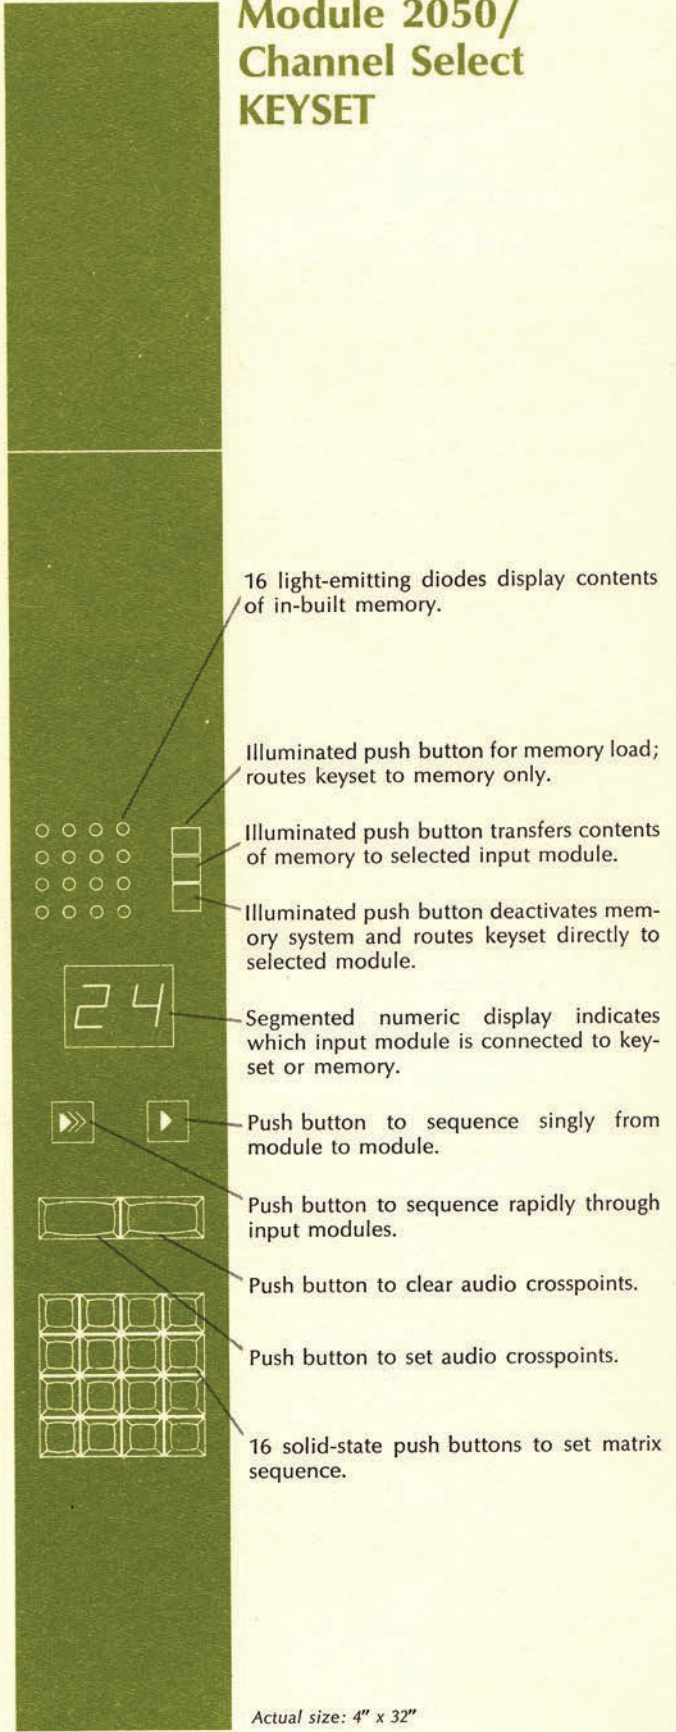 Module 2050/
Channel Select
KEYSET
16 light-emitting diodes display contents
of in-built memory.
Illuminated push button for memory load;
routes keyset to memory only.
Illuminated push button transfers contents
of memory to selected input module.
Illuminated push button deactivates mem-
ory system and routes keyset directly to
selected module.
24
Segmented numeric display indicates
which input module is connected to key-
set or memory.
Push button to sequence singly from
module to module.
Push button to sequence rapidly through
input modules.
Push button to clear audio crosspoints.
Push button to set audio crosspoints.
16 solid-state push buttons to set matrix
sequence.
Actual size: 4" x 32"